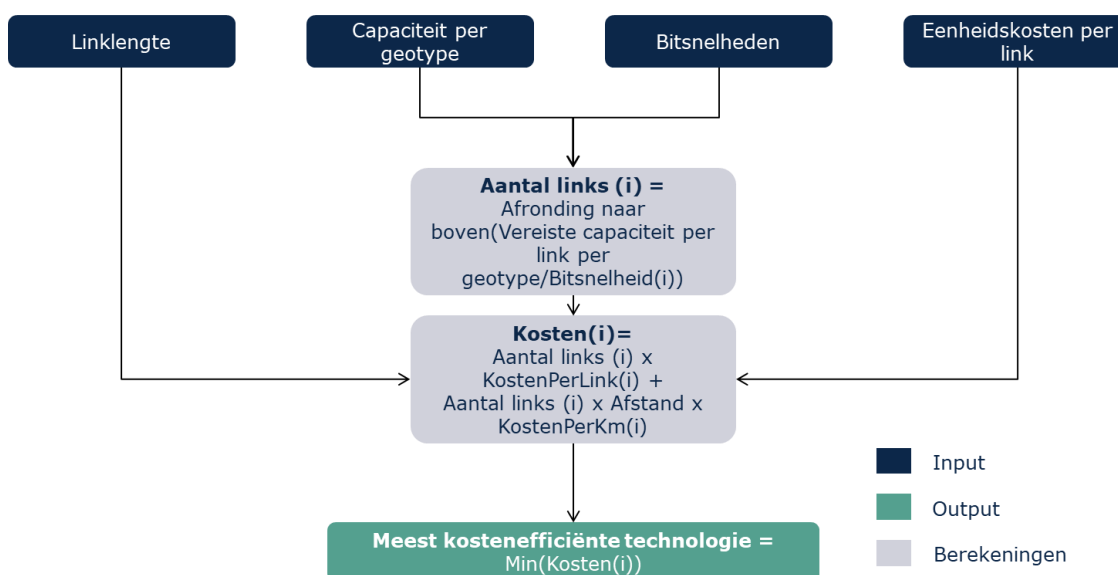 Linklengte
Capaciteit per
geotype
Bitsnelheden
Eenheidskosten per
link
Aantal links (i) =
Afronding naar
boven(Vereiste capaciteit per
link per
geotype/Bitsnelheid(i))
Kosten(i)=
Aantal links (i) x
KostenPerLink(i) +
Aantal links (i) x Afstand x
KostenPerKm(i)
Meest kostenefficiënte technologie =
Min(Kosten(i))
Input
Output
Berekeningen